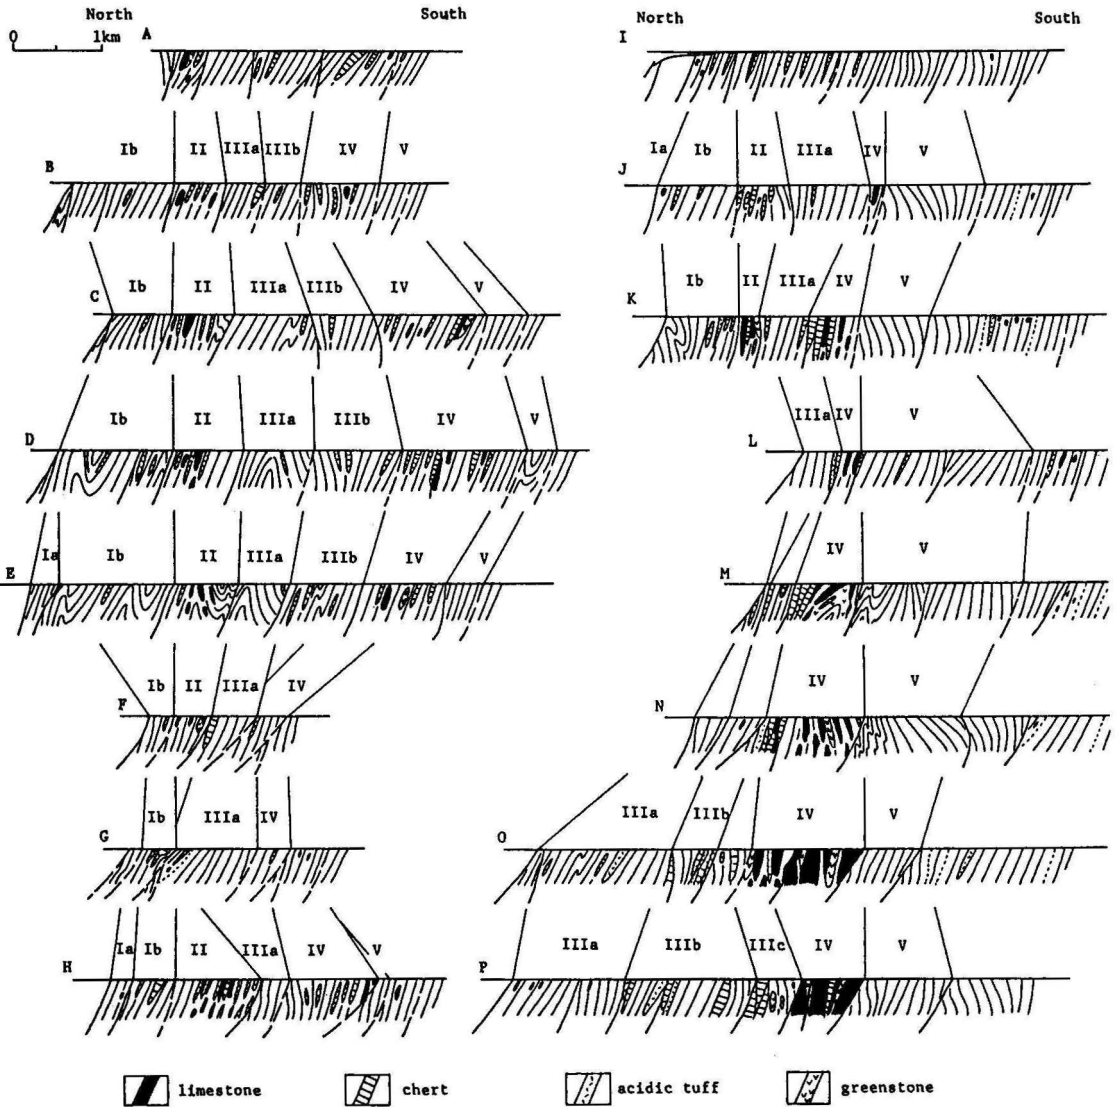 North South
0 1km A
Ib II IIIa IIIb IV V
B
Ib II IIIa IIIb IV V
C
Ib II IIIa IIIb IV V
D
Ia Ib II IIIa IIIb IV V
E
Ib II IIIa IV
F
Ib IIIa IV
G
Ia Ib II IIIa IV V
H
North South
I
Ia Ib II IIIa IV V
J
Ib II IIIa IV V
K
IIIa IV V
L
IV V
M
IV V
N
IIIa IIIb IV V
O
IIIa IIIb IIIc IV V
P
limestone chert acidic tuff greenstone